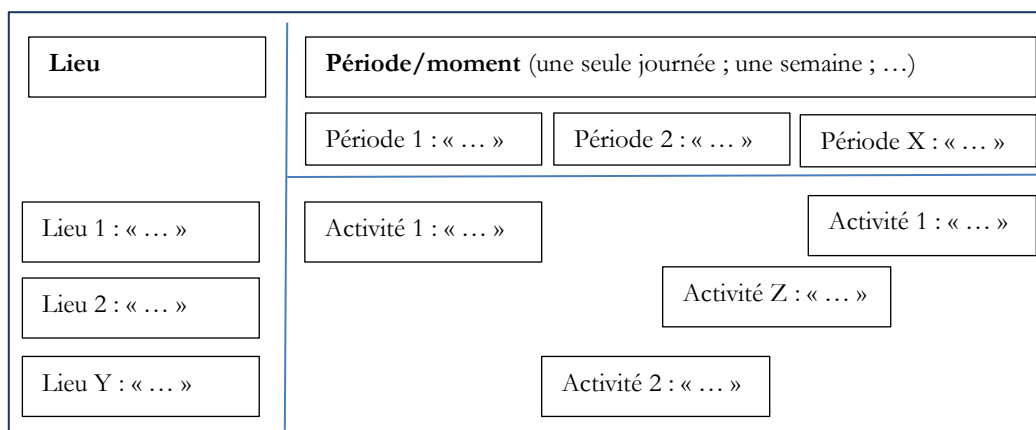 Lieu
Période/moment (une seule journée ; une semaine ; …)
Période 1 : « … »
Période 2 : « … »
Période X : « … »
Lieu 1 : « … »
Activité 1 : « … »
Activité 1 : « … »
Lieu 2 : « … »
Activité Z : « … »
Lieu Y : « … »
Activité 2 : « … »